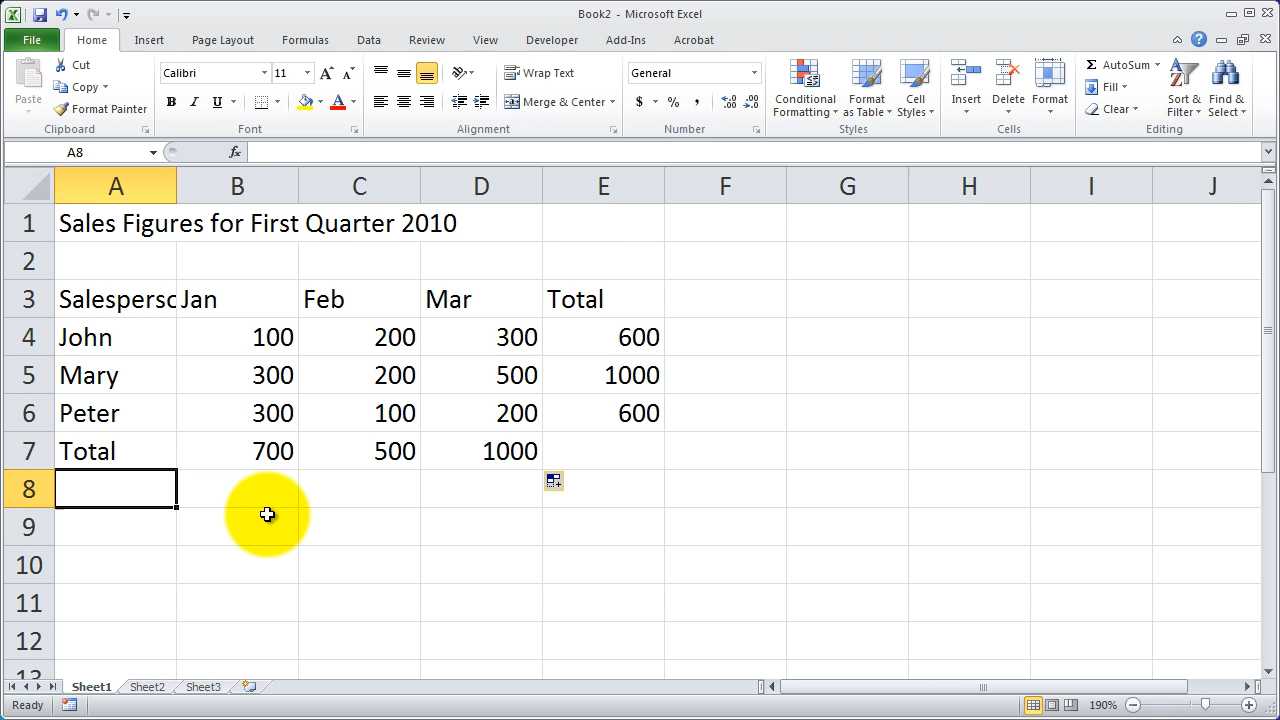 Book2 - Microsoft Excel
File Home Insert Page Layout Formulas Data Review View Developer Add-Ins Acrobat
Paste Cut Copy Format Painter Clipboard
Calibri 11 B I U A A A Font
Wrap Text Merge & Center Alignment
General $ % , .0 .00 .00 .0 Number
Conditional Formatting Format as Table Cell Styles Styles
Insert Delete Format Cells
Σ AutoSum Fill Clear Sort & Filter Find & Select Editing
A8 fx
A B C D E F G H I J
1 Sales Figures for First Quarter 2010
2
3 Salesperso Jan Feb Mar Total
4 John 100 200 300 600
5 Mary 300 200 500 1000
6 Peter 300 100 200 600
7 Total 700 500 1000
8
9
10
11
12
13
Sheet1 Sheet2 Sheet3
Ready 190%